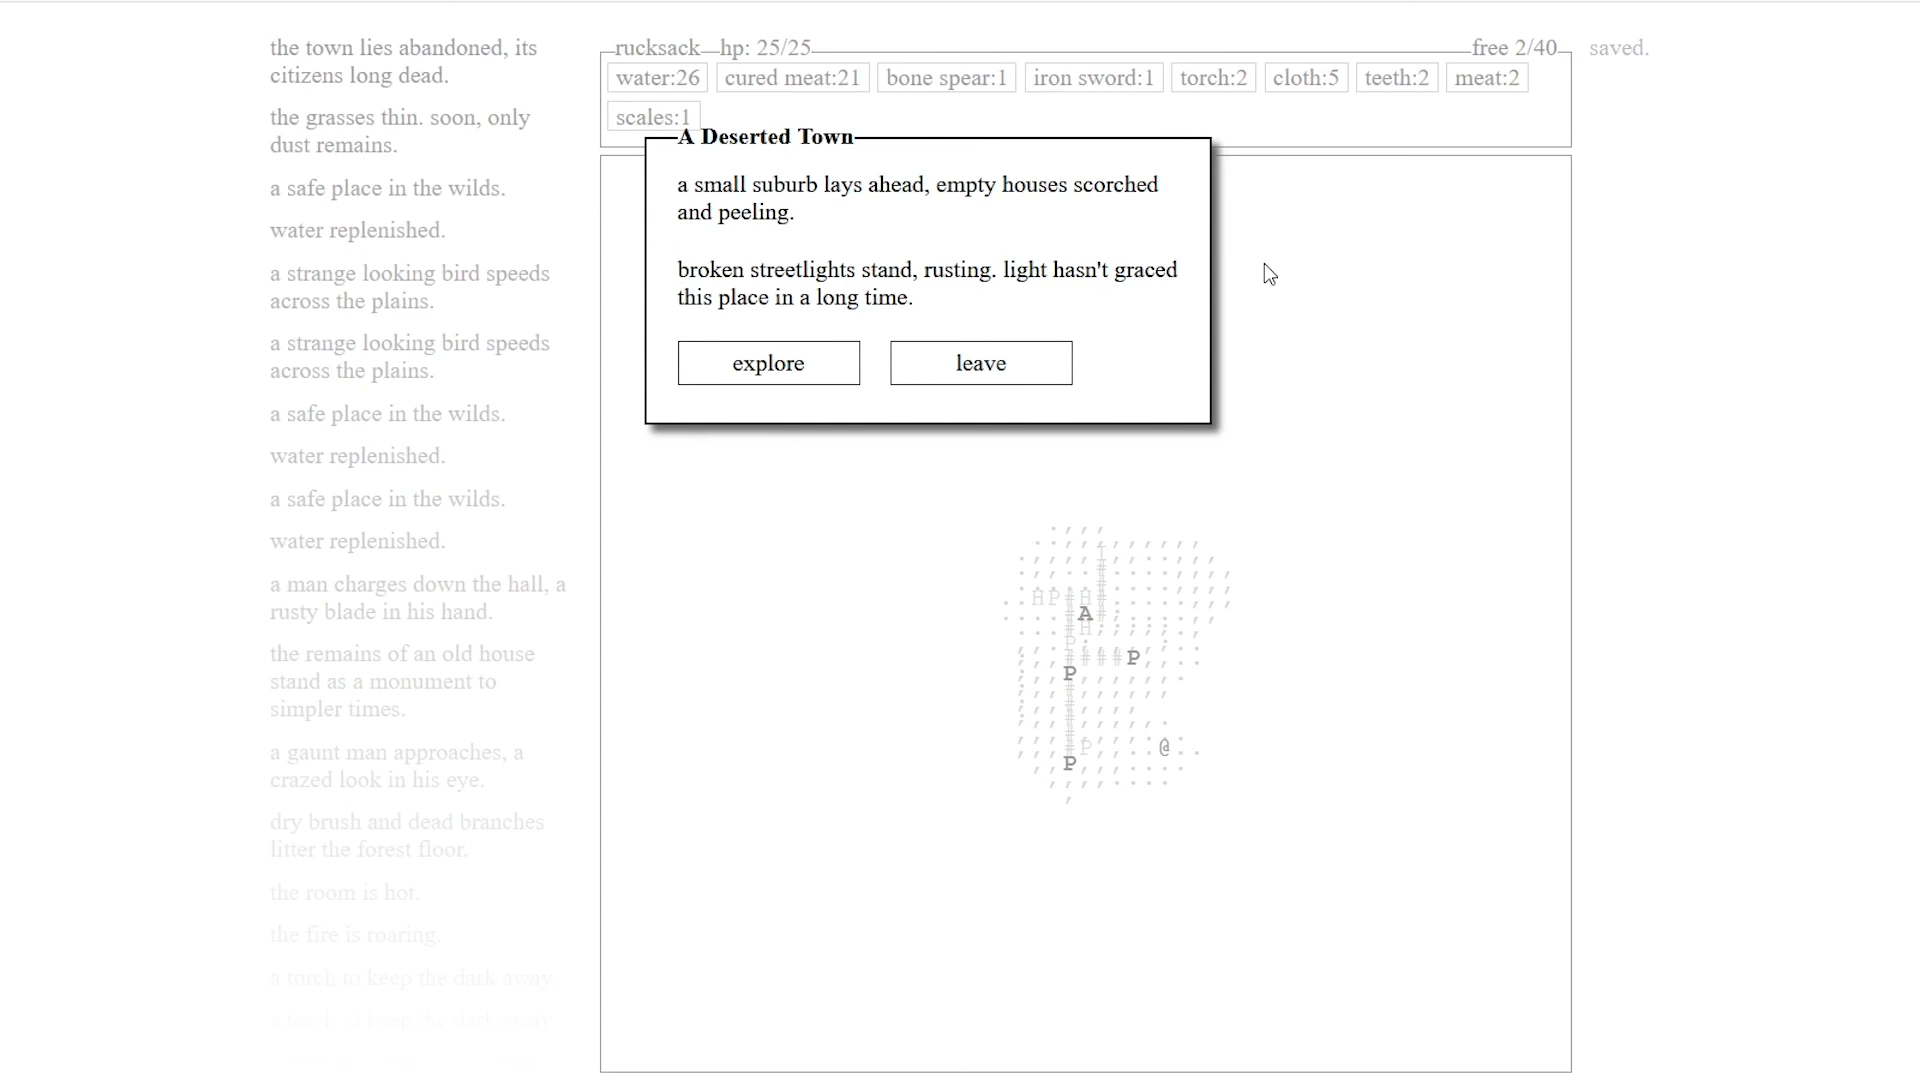 the town lies abandoned, its
citizens long dead.
the grasses thin. soon, only
dust remains.
a safe place in the wilds.
water replenished.
a strange looking bird speeds
across the plains.
a strange looking bird speeds
across the plains.
a safe place in the wilds.
water replenished.
a safe place in the wilds.
water replenished.
a man charges down the hall, a
rusty blade in his hand.
the remains of an old house
stand as a monument to
simpler times.
a gaunt man approaches, a
crazed look in his eye.
dry brush and dead branches
litter the forest floor.
the room is hot.
the fire is roaring.
a torch to keep the dark away.
a torch to keep the dark away.
rucksack hp: 25/25 free 2/40 saved.
water:26 cured meat:21 bone spear:1 iron sword:1 torch:2 cloth:5 teeth:2 meat:2
scales:1
A Deserted Town
a small suburb lays ahead, empty houses scorched
and peeling.
broken streetlights stand, rusting. light hasn't graced
this place in a long time.
explore leave
I
H P # H #
# A #
# H
P
# # # # P
P
# P @
P